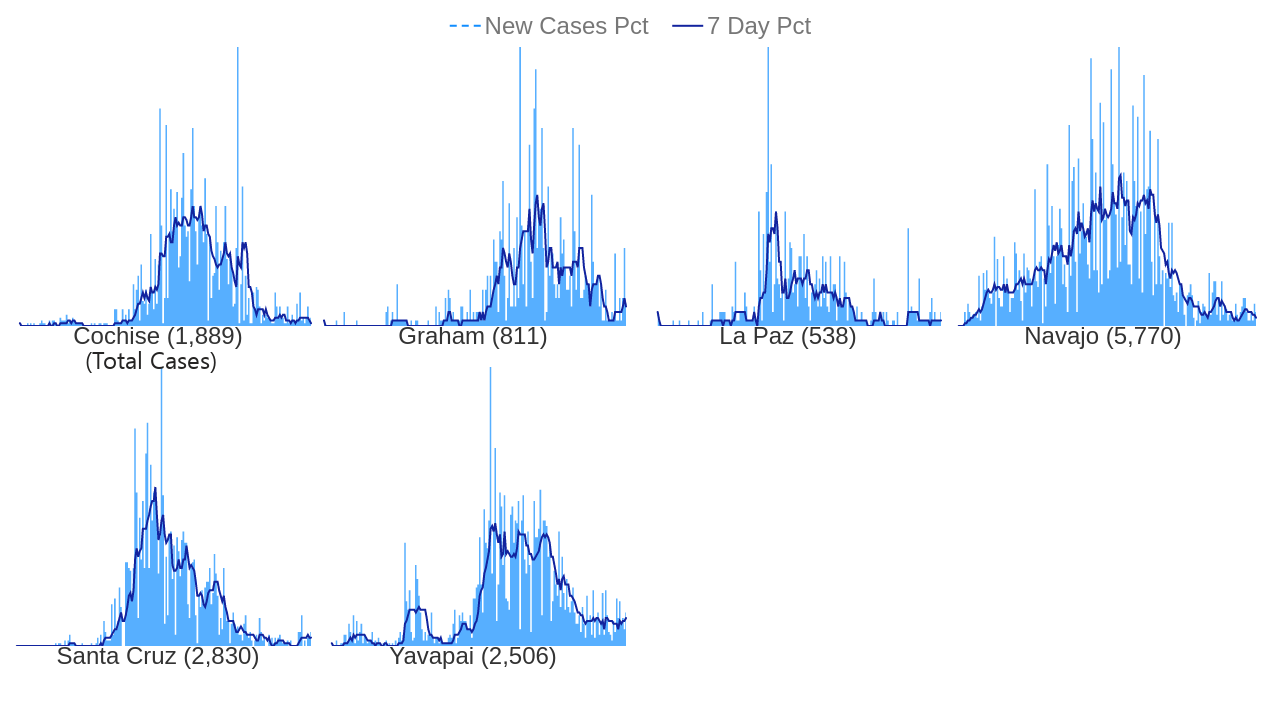 New Cases Pct 7 Day Pct
Cochise (1,889)
(Total Cases)
Graham (811)
La Paz (538)
Navajo (5,770)
Santa Cruz (2,830)
Yavapai (2,506)